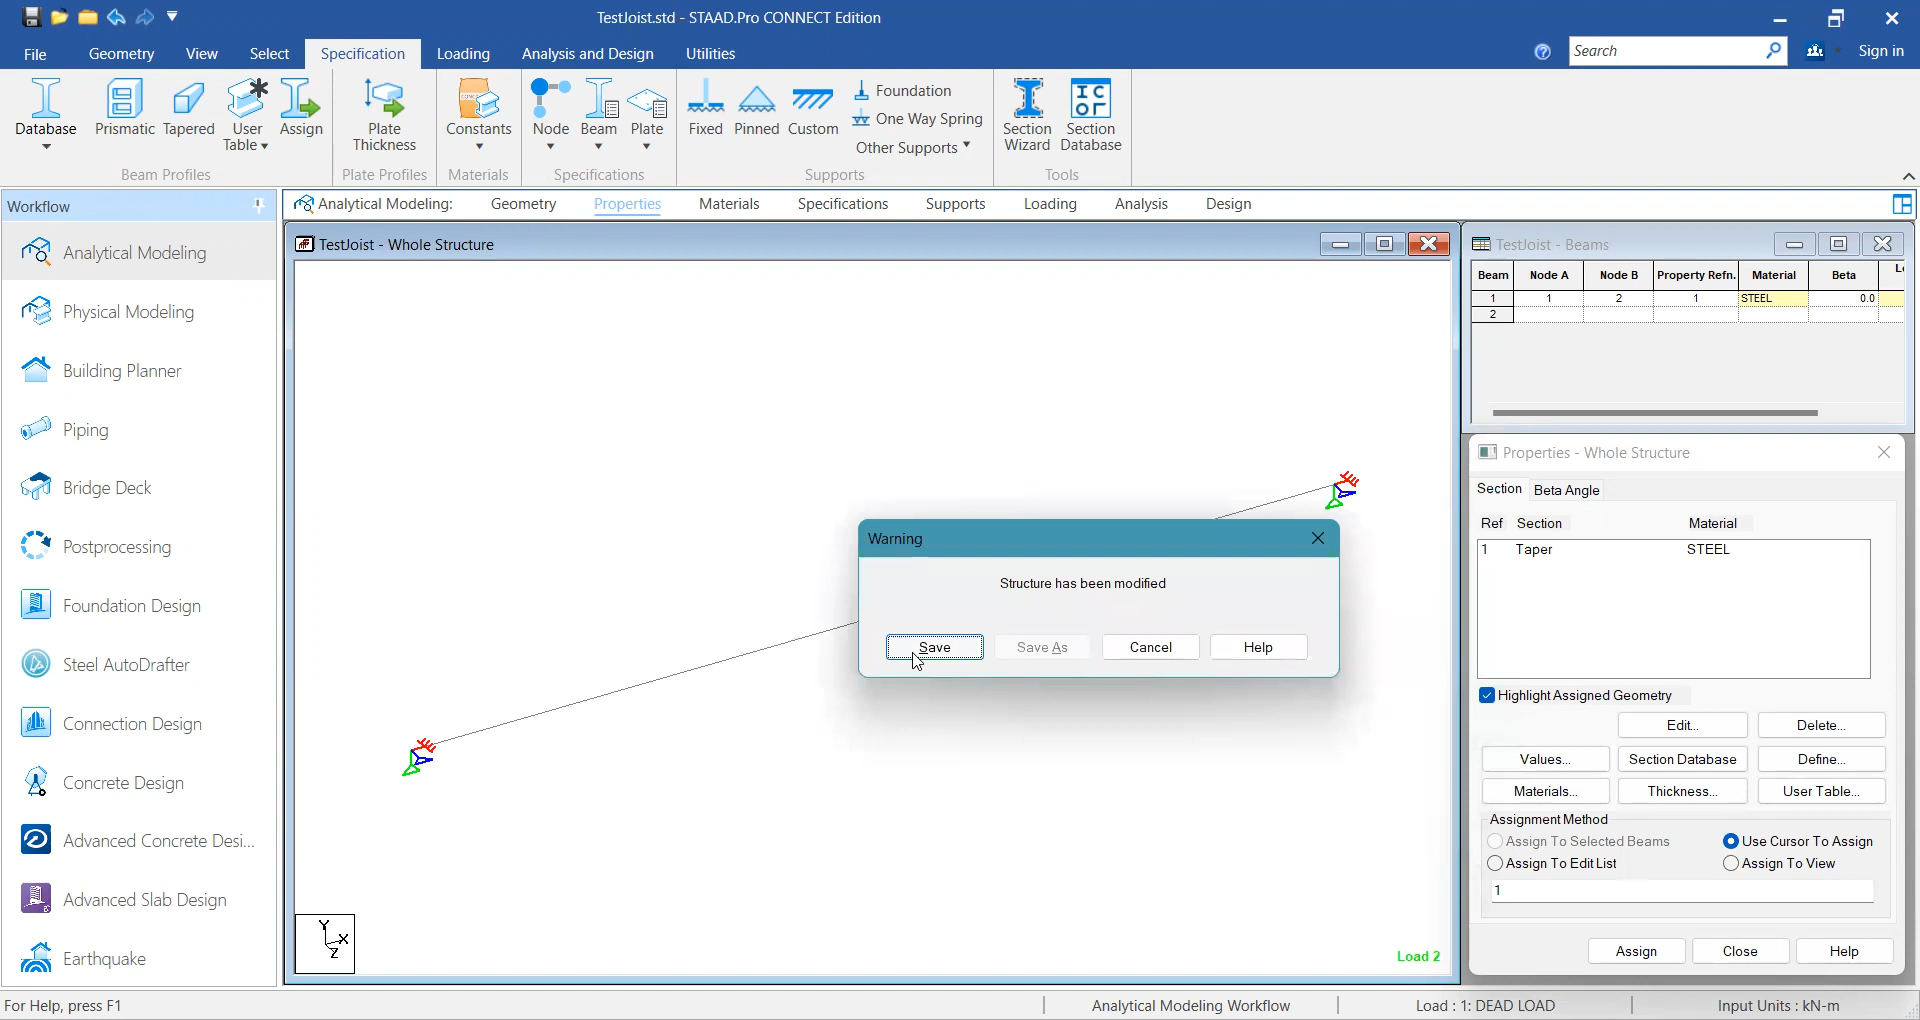 TestJoist.std - STAAD.Pro CONNECT Edition
File Geometry View Select Specification Loading Analysis and Design Utilities
Search
Sign in
Database
Prismatic
Tapered
User
Table
Assign
Beam Profiles
Plate
Thickness
Plate Profiles
Constants
Materials
Node
Beam
Plate
Specifications
Fixed
Pinned
Custom
Foundation
One Way Spring
Other Supports
Supports
Section
Wizard
Section
Database
Tools
Workflow
Analytical Modeling: Geometry Properties Materials Specifications Supports Loading Analysis Design
Analytical Modeling
Physical Modeling
Building Planner
Piping
Bridge Deck
Postprocessing
Foundation Design
Steel AutoDrafter
Connection Design
Concrete Design
Advanced Concrete Desi...
Advanced Slab Design
Earthquake
TestJoist - Whole Structure
Warning
Structure has been modified
Save Save As Cancel Help
Y
X
Z
Load 2
TestJoist - Beams
Beam Node A Node B Property Refn. Material Beta
1 1 2 1 STEEL 0.0
2
Properties - Whole Structure
Section Beta Angle
Ref Section Material
1 Taper STEEL
Highlight Assigned Geometry
Edit... Delete...
Values... Section Database Define...
Materials... Thickness... User Table...
Assignment Method
Assign To Selected Beams Use Cursor To Assign
Assign To Edit List Assign To View
1
Assign Close Help
For Help, press F1
Analytical Modeling Workflow
Load : 1: DEAD LOAD
Input Units : kN-m